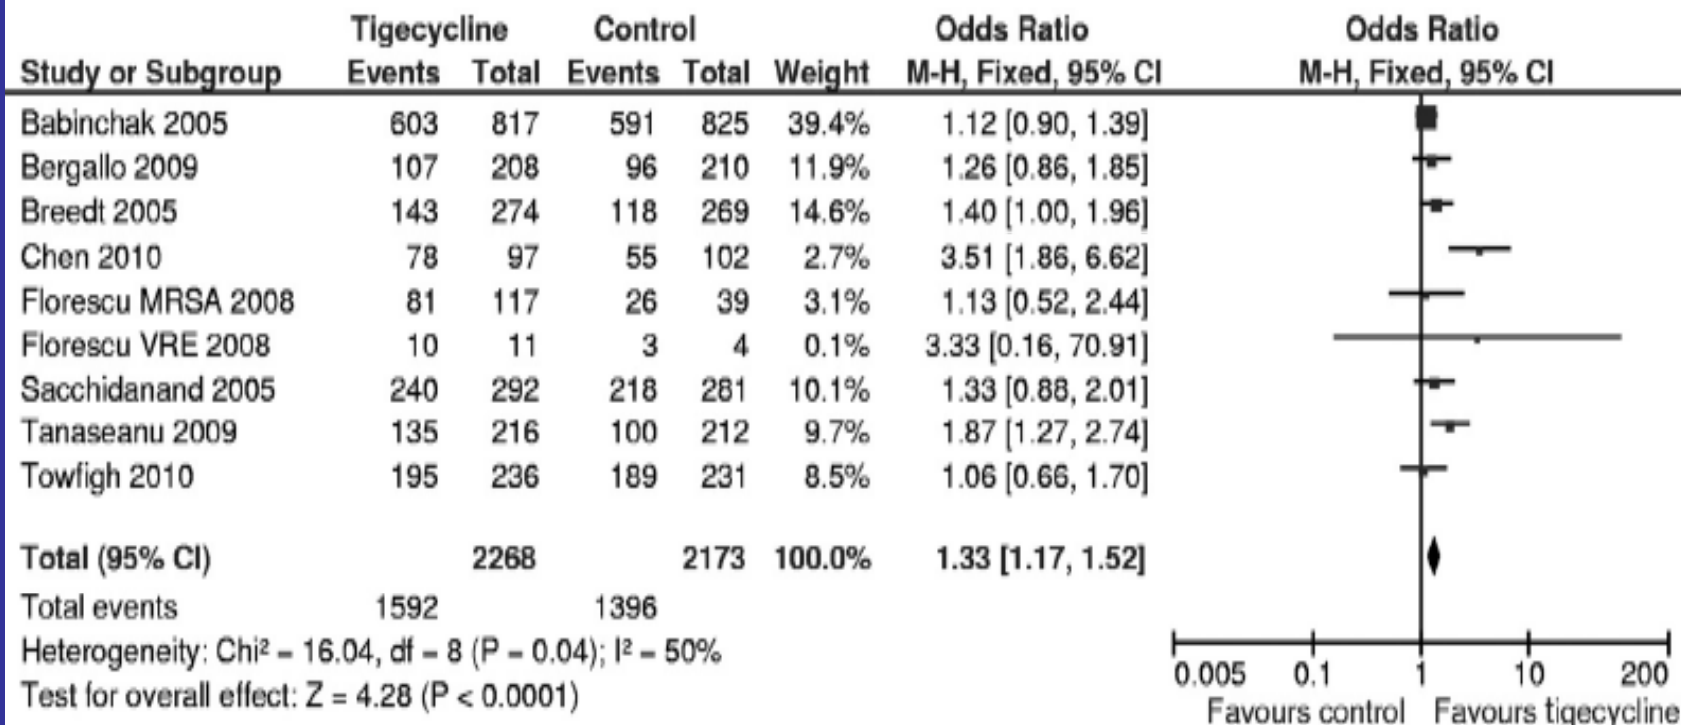 Tigecycline Control Odds Ratio Odds Ratio
Study or Subgroup Events Total Events Total Weight M-H, Fixed, 95% CI M-H, Fixed, 95% CI
Babinchak 2005 603 817 591 825 39.4% 1.12 [0.90, 1.39]
Bergallo 2009 107 208 96 210 11.9% 1.26 [0.86, 1.85]
Breedt 2005 143 274 118 269 14.6% 1.40 [1.00, 1.96]
Chen 2010 78 97 55 102 2.7% 3.51 [1.86, 6.62]
Florescu MRSA 2008 81 117 26 39 3.1% 1.13 [0.52, 2.44]
Florescu VRE 2008 10 11 3 4 0.1% 3.33 [0.16, 70.91]
Sacchidanand 2005 240 292 218 281 10.1% 1.33 [0.88, 2.01]
Tanaseanu 2009 135 216 100 212 9.7% 1.87 [1.27, 2.74]
Towfigh 2010 195 236 189 231 8.5% 1.06 [0.66, 1.70]
Total (95% CI) 2268 2173 100.0% 1.33 [1.17, 1.52]
Total events 1592 1396
Heterogeneity: Chi² = 16.04, df = 8 (P = 0.04); I² = 50%
Test for overall effect: Z = 4.28 (P < 0.0001)
0.005 0.1 1 10 200
Favours control Favours tigecycline